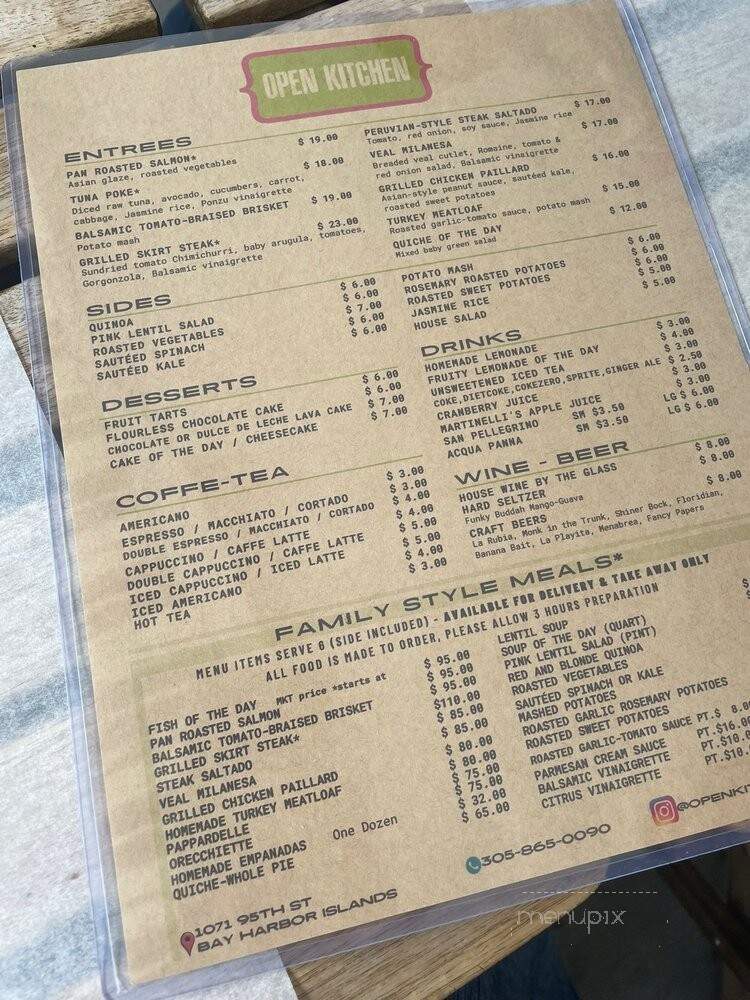 OPEN KITCHEN
ENTREES
PAN ROASTED SALMON* $ 19.00
Asian glaze, roasted vegetables
TUNA POKE* $ 18.00
Diced raw tuna, avocado, cucumbers, carrot,
cabbage, Jasmine rice, Ponzu vinaigrette
BALSAMIC TOMATO-BRAISED BRISKET $ 19.00
Potato mash
GRILLED SKIRT STEAK* $ 23.00
Sundried tomato Chimichurri, baby arugula, tomatoes,
Gorgonzola, Balsamic vinaigrette
PERUVIAN-STYLE STEAK SALTADO $ 17.00
Tomato, red onion, soy sauce, Jasmine rice
VEAL MILANESA $ 17.00
Breaded veal cutlet, Romaine, tomato &
red onion salad, Balsamic vinaigrette
GRILLED CHICKEN PAILLARD $ 16.00
Asian-style peanut sauce, sautéed kale,
roasted sweet potatoes
TURKEY MEATLOAF $ 15.00
Roasted garlic-tomato sauce, potato mash
QUICHE OF THE DAY $ 12.00
Mixed baby green salad
SIDES
QUINOA $ 6.00
PINK LENTIL SALAD $ 6.00
ROASTED VEGETABLES $ 7.00
SAUTÉED SPINACH $ 6.00
SAUTÉED KALE $ 6.00
POTATO MASH $ 6.00
ROSEMARY ROASTED POTATOES $ 6.00
ROASTED SWEET POTATOES $ 6.00
JASMINE RICE $ 5.00
HOUSE SALAD $ 5.00
DESSERTS
FRUIT TARTS $ 6.00
FLOURLESS CHOCOLATE CAKE $ 6.00
CHOCOLATE OR DULCE DE LECHE LAVA CAKE $ 7.00
CAKE OF THE DAY / CHEESECAKE $ 7.00
DRINKS
HOMEMADE LEMONADE $ 3.00
FRUITY LEMONADE OF THE DAY $ 4.00
UNSWEETENED ICED TEA $ 3.00
COKE,DIETCOKE,COKEZERO,SPRITE,GINGER ALE $ 2.50
CRANBERRY JUICE $ 3.00
MARTINELLI'S APPLE JUICE $ 3.00
SAN PELLEGRINO SM $3.50 LG $ 6.00
ACQUA PANNA SM $3.50 LG $ 6.00
COFFE-TEA
AMERICANO $ 3.00
ESPRESSO / MACCHIATO / CORTADO $ 3.00
DOUBLE ESPRESSO / MACCHIATO / CORTADO $ 4.00
CAPPUCCINO / CAFFE LATTE $ 4.00
DOUBLE CAPPUCCINO / CAFFE LATTE $ 5.00
ICED CAPPUCCINO / ICED LATTE $ 5.00
ICED AMERICANO $ 4.00
HOT TEA $ 3.00
WINE - BEER
HOUSE WINE BY THE GLASS $ 8.00
HARD SELTZER $ 8.00
Funky Buddah Mango-Guava
CRAFT BEERS $ 8.00
La Rubia, Monk in the Trunk, Shiner Bock, Floridian,
Banana Bait, La Playita, Menabrea, Fancy Papers
FAMILY STYLE MEALS*
MENU ITEMS SERVE 6 (SIDE INCLUDED) - AVAILABLE FOR DELIVERY & TAKE AWAY ONLY
ALL FOOD IS MADE TO ORDER, PLEASE ALLOW 3 HOURS PREPARATION
FISH OF THE DAY MKT price *starts at $ 95.00
PAN ROASTED SALMON $ 95.00
BALSAMIC TOMATO-BRAISED BRISKET $ 95.00
GRILLED SKIRT STEAK* $110.00
STEAK SALTADO $ 85.00
VEAL MILANESA $ 85.00
GRILLED CHICKEN PAILLARD $ 80.00
HOMEMADE TURKEY MEATLOAF $ 80.00
PAPPARDELLE $ 75.00
ORECCHIETTE $ 75.00
HOMEMADE EMPANADAS One Dozen $ 32.00
QUICHE-WHOLE PIE $ 65.00
LENTIL SOUP
SOUP OF THE DAY (QUART)
PINK LENTIL SALAD (PINT)
RED AND BLONDE QUINOA
ROASTED VEGETABLES
SAUTÉED SPINACH OR KALE
MASHED POTATOES
ROASTED GARLIC ROSEMARY POTATOES
ROASTED SWEET POTATOES
ROASTED GARLIC-TOMATO SAUCE PT.$ 8.0
PARMESAN CREAM SAUCE PT.$16.0
BALSAMIC VINAIGRETTE PT.$10.
CITRUS VINAIGRETTE PT.$10.
1071 95TH ST
BAY HARBOR ISLANDS
305-865-0090
@OPENKI
menupix